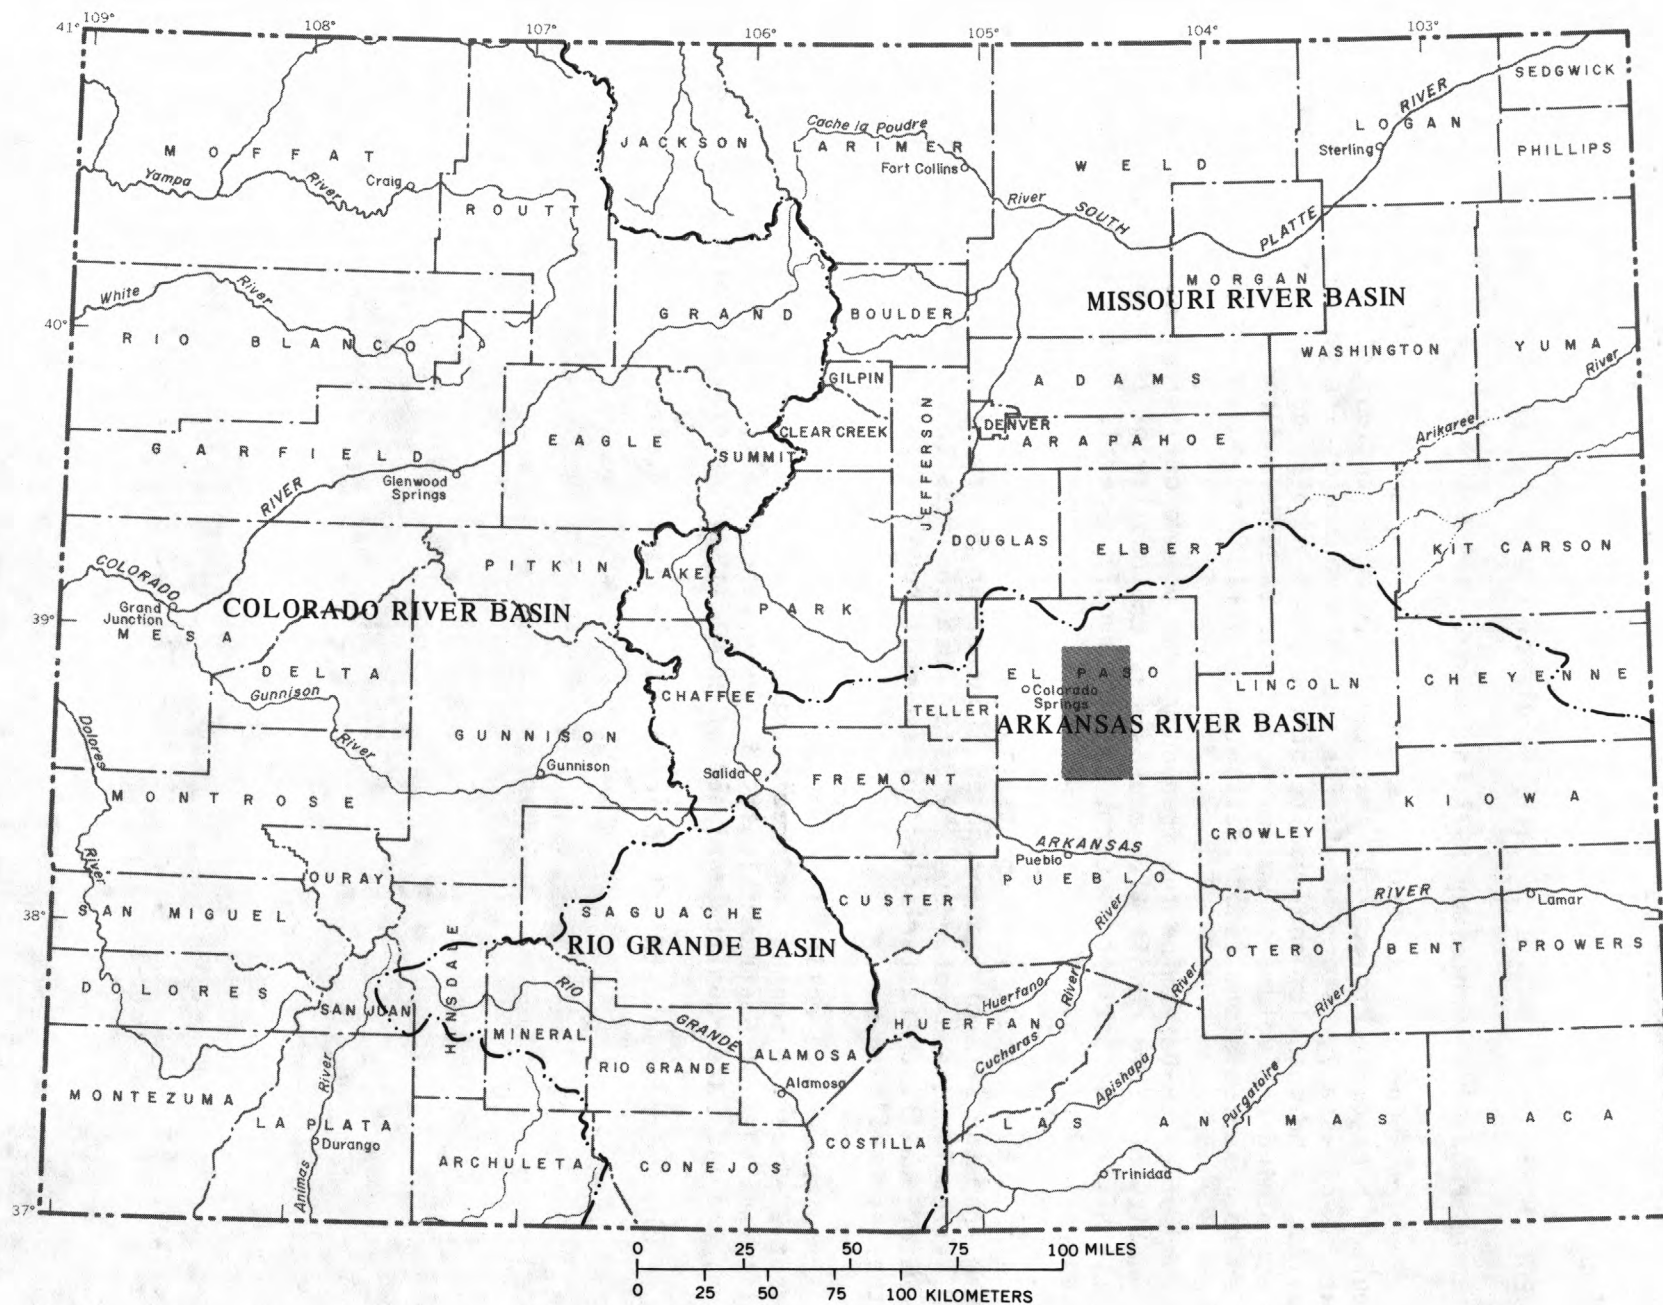 109° 108° 107° 106° 105° 104° 103°
41°
SEDGWICK
RIVER
LOGAN
Sterling
PHILLIPS
Cache la Poudre
JACKSON
LARIMER
Fort Collins
WELD
MOFFAT
Yampa
River
Craig
ROUTT
River
SOUTH
PLATTE
MORGAN
MISSOURI RIVER BASIN
White
River
GRAND
BOULDER
40°
RIO BLANCO
WASHINGTON
YUMA
River
GILPIN
ADAMS
JEFFERSON
DENVER
CLEAR CREEK
ARAPAHOE
Arikaree
GARFIELD
EAGLE
SUMMIT
Glenwood
Springs
RIVER
DOUGLAS
ELBERT
KIT CARSON
PITKIN
LAKE
COLORADO
Grand
Junction
COLORADO RIVER BASIN
PARK
39°
MESA
DELTA
EL PASO
Colorado
Springs
LINCOLN
CHEYENNE
Gunnison
CHAFFEE
TELLER
ARKANSAS RIVER BASIN
Dolores
River
GUNNISON
Gunnison
Salida
FREMONT
MONTROSE
KIOWA
CROWLEY
ARKANSAS
Pueblo
PUEBLO
River
OURAY
SAN MIGUEL
SAGUACHE
CUSTER
RIVER
Lamar
38°
RIO GRANDE BASIN
River
OTERO
BENT
PROWERS
HINSDALE
DOLORES
RIO
Huerfano
River
River
River
SAN JUAN
MINERAL
GRANDE
HUERFANO
ALAMOSA
RIO GRANDE
Alamosa
Cucharas
Apishapa
Purgatoire
MONTEZUMA
River
LA PLATA
Durango
LAS ANIMAS
BACA
COSTILLA
ARCHULETA
CONEJOS
Trinidad
Animas
37°
0 25 50 75 100 MILES
0 25 50 75 100 KILOMETERS